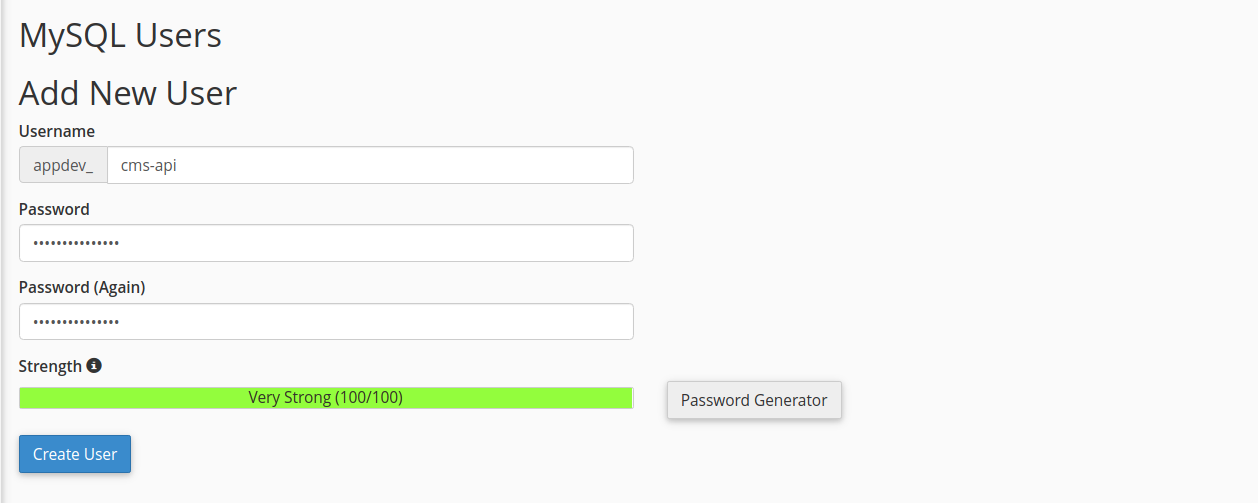 MySQL Users
Add New User
Username
appdev_ cms-api
Password
•••••••••••••••
Password (Again)
•••••••••••••••
Strength
Very Strong (100/100) Password Generator
Create User